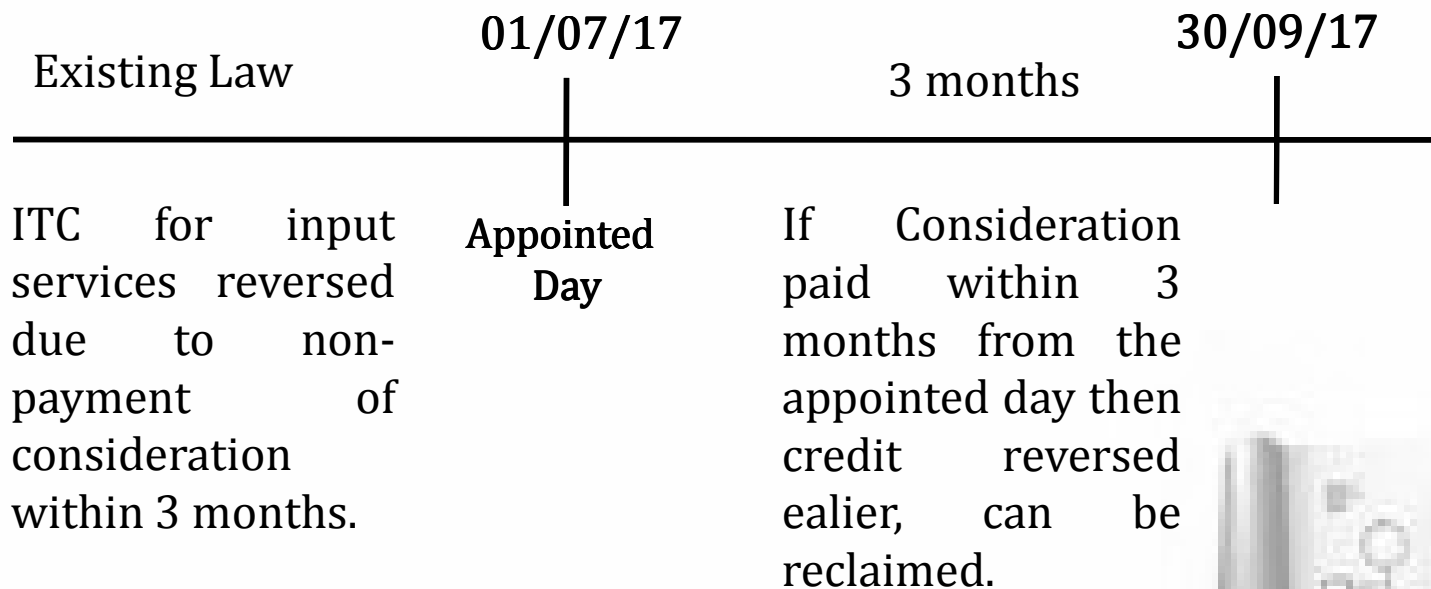 Existing Law
01/07/17
3 months
30/09/17
ITC for input
services reversed
due to non-
payment of
consideration
within 3 months.
Appointed
Day
If Consideration
paid within 3
months from the
appointed day then
credit reversed
ealier, can be
reclaimed.